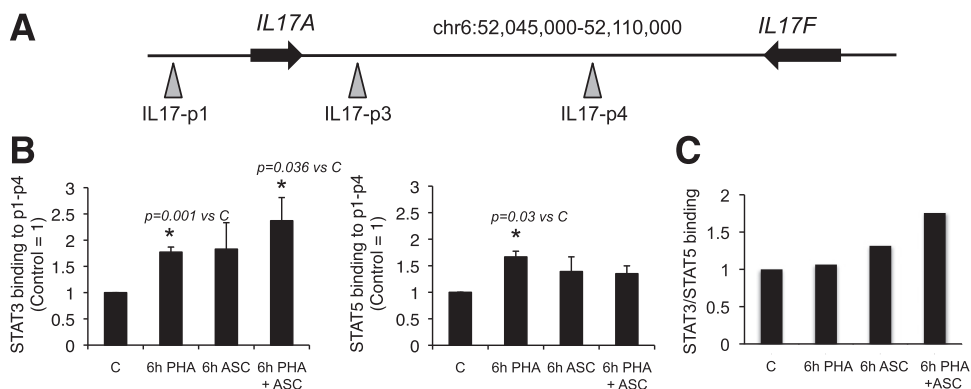 A
IL17A
chr6:52,045,000-52,110,000
IL17F
IL17-p1
IL17-p3
IL17-p4
B
STAT3 binding to p1-p4
(Control = 1)
3
2.5
2
1.5
1
0.5
0
p=0.001 vs C
*
p=0.036 vs C
*
C
6h PHA
6h ASC
6h PHA
+ ASC
STAT5 binding to p1-p4
(Control = 1)
3
2.5
2
1.5
1
0.5
0
p=0.03 vs C
*
C
6h PHA
6h ASC
6h PHA
+ ASC
C
STAT3/STAT5 binding
2
1.5
1
0.5
0
C
6h PHA
6h ASC
6h PHA
+ASC